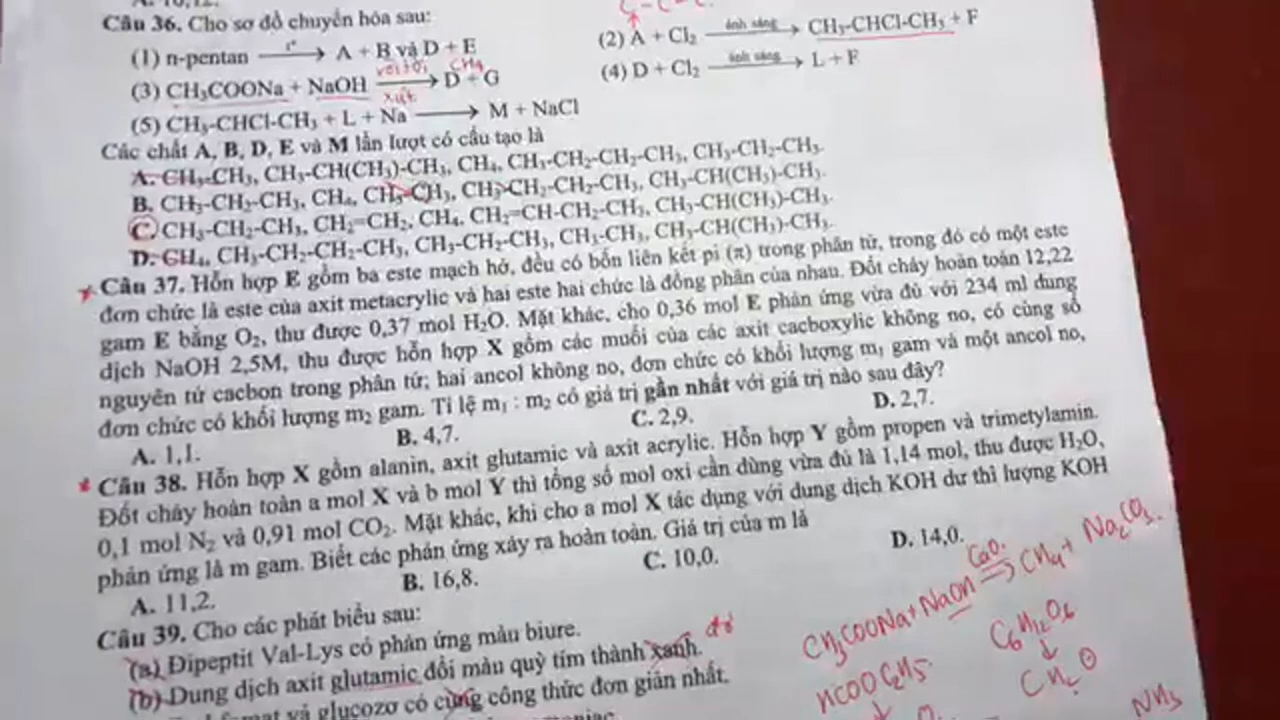 Câu 36. Cho sơ đồ chuyển hóa sau:
(1) n-pentan —t°→ A + B và D + E
(2) A + Cl₂ —ánh sáng→ CH₃-CHCl-CH₃ + F
(3) CH₃COONa + NaOH → D + G
CH₄
(4) D + Cl₂ —ánh sáng→ L + F
(5) CH₃-CHCl-CH₃ + L + Na → M + NaCl
Các chất A, B, D, E và M lần lượt có cấu tạo là
A. CH₃-CH₃, CH₃-CH(CH₃)-CH₃, CH₄, CH₃-CH₂-CH₂-CH₃, CH₃-CH₂-CH₃.
B. CH₃-CH₂-CH₃, CH₄, CH₃-CH₃, CH₃-CH₂-CH₂-CH₃, CH₃-CH(CH₃)-CH₃.
C. CH₃-CH₂-CH₃, CH₂=CH₂, CH₄, CH₂=CH-CH₂-CH₃, CH₃-CH(CH₃)-CH₃.
D. CH₄, CH₃-CH₂-CH₂-CH₃, CH₃-CH₂-CH₃, CH₃-CH₃, CH₃-CH(CH₃)-CH₃.
Câu 37. Hỗn hợp E gồm ba este mạch hở, đều có bốn liên kết pi (π) trong phân tử, trong đó có một este
đơn chức là este của axit metacrylic và hai este hai chức là đồng phân của nhau. Đốt cháy hoàn toàn 12,22
gam E bằng O₂, thu được 0,37 mol H₂O. Mặt khác, cho 0,36 mol E phản ứng vừa đủ với 234 ml dung
dịch NaOH 2,5M, thu được hỗn hợp X gồm các muối của các axit cacboxylic không no, có cùng số
nguyên tử cacbon trong phân tử; hai ancol không no, đơn chức có khối lượng m₁ gam và một ancol no,
đơn chức có khối lượng m₂ gam. Tỉ lệ m₁ : m₂ có giá trị gần nhất với giá trị nào sau đây?
A. 1,1. B. 4,7. C. 2,9. D. 2,7.
Câu 38. Hỗn hợp X gồm alanin, axit glutamic và axit acrylic. Hỗn hợp Y gồm propen và trimetylamin.
Đốt cháy hoàn toàn a mol X và b mol Y thì tổng số mol oxi cần dùng vừa đủ là 1,14 mol, thu được H₂O,
0,1 mol N₂ và 0,91 mol CO₂. Mặt khác, khi cho a mol X tác dụng với dung dịch KOH dư thì lượng KOH
phản ứng là m gam. Biết các phản ứng xảy ra hoàn toàn. Giá trị của m là
A. 11,2. B. 16,8. C. 10,0. D. 14,0.
Câu 39. Cho các phát biểu sau:
(a) Đipeptit Val-Lys có phản ứng màu biure.
(b) Dung dịch axit glutamic đổi màu quỳ tím thành xanh. đỏ
và glucozơ có cùng công thức đơn giản nhất.
CH₃COONa + NaOH —CaO→ CH₄ + Na₂CO₃.
HCOOC₂H₅
C₆H₁₂O₆
↓
CH₂O
NH₃